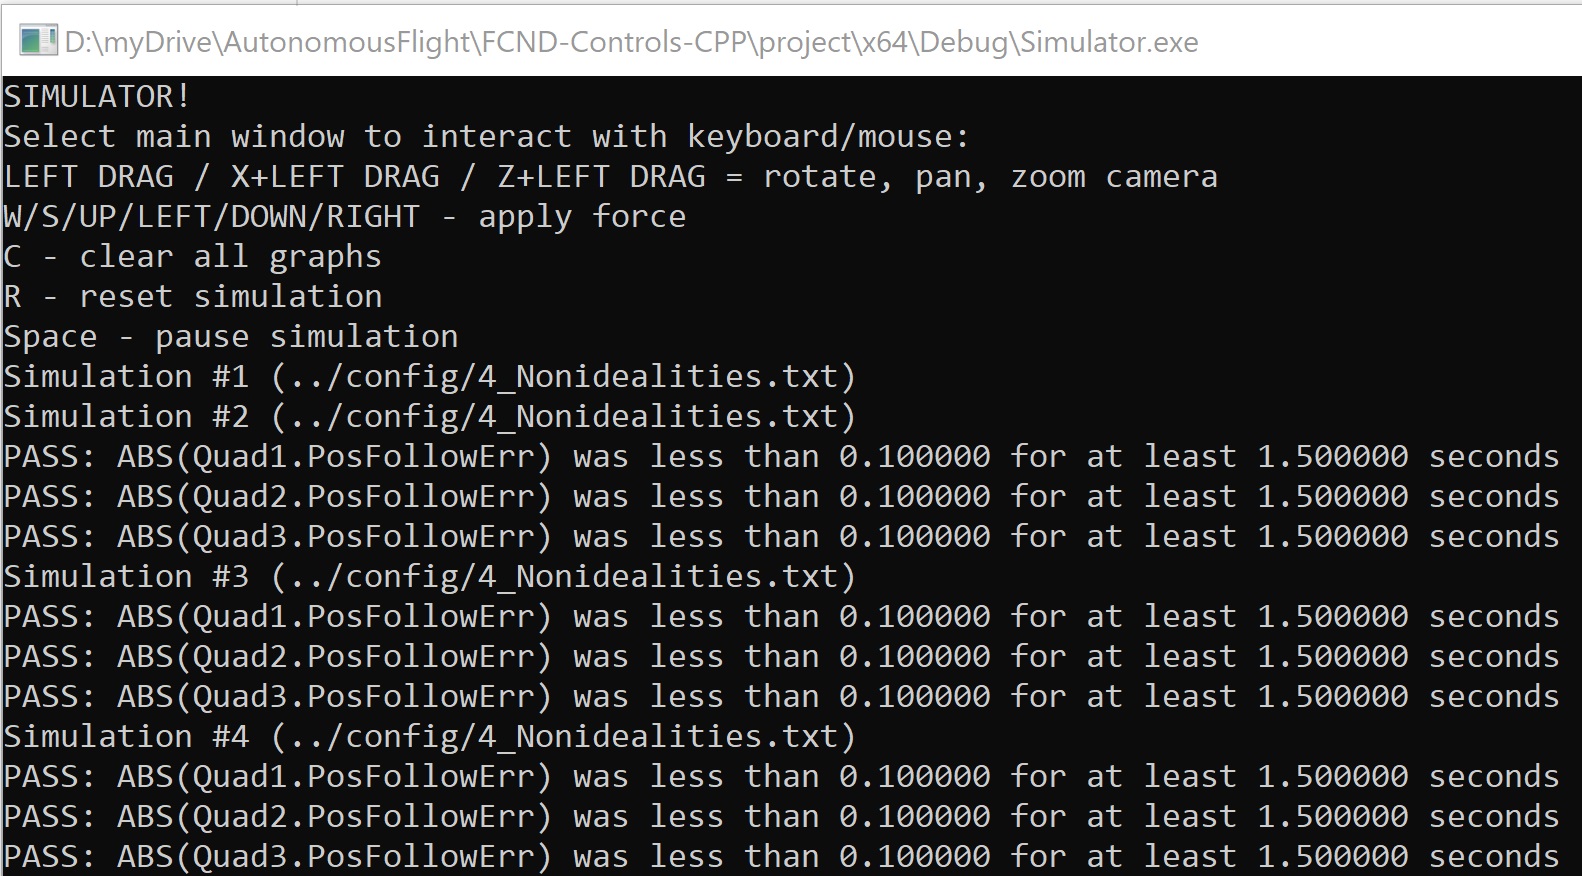 D:\myDrive\AutonomousFlight\FCND-Controls-CPP\project\x64\Debug\Simulator.exe
SIMULATOR!
Select main window to interact with keyboard/mouse:
LEFT DRAG / X+LEFT DRAG / Z+LEFT DRAG = rotate, pan, zoom camera
W/S/UP/LEFT/DOWN/RIGHT - apply force
C - clear all graphs
R - reset simulation
Space - pause simulation
Simulation #1 (../config/4_Nonidealities.txt)
Simulation #2 (../config/4_Nonidealities.txt)
PASS: ABS(Quad1.PosFollowErr) was less than 0.100000 for at least 1.500000 seconds
PASS: ABS(Quad2.PosFollowErr) was less than 0.100000 for at least 1.500000 seconds
PASS: ABS(Quad3.PosFollowErr) was less than 0.100000 for at least 1.500000 seconds
Simulation #3 (../config/4_Nonidealities.txt)
PASS: ABS(Quad1.PosFollowErr) was less than 0.100000 for at least 1.500000 seconds
PASS: ABS(Quad2.PosFollowErr) was less than 0.100000 for at least 1.500000 seconds
PASS: ABS(Quad3.PosFollowErr) was less than 0.100000 for at least 1.500000 seconds
Simulation #4 (../config/4_Nonidealities.txt)
PASS: ABS(Quad1.PosFollowErr) was less than 0.100000 for at least 1.500000 seconds
PASS: ABS(Quad2.PosFollowErr) was less than 0.100000 for at least 1.500000 seconds
PASS: ABS(Quad3.PosFollowErr) was less than 0.100000 for at least 1.500000 seconds